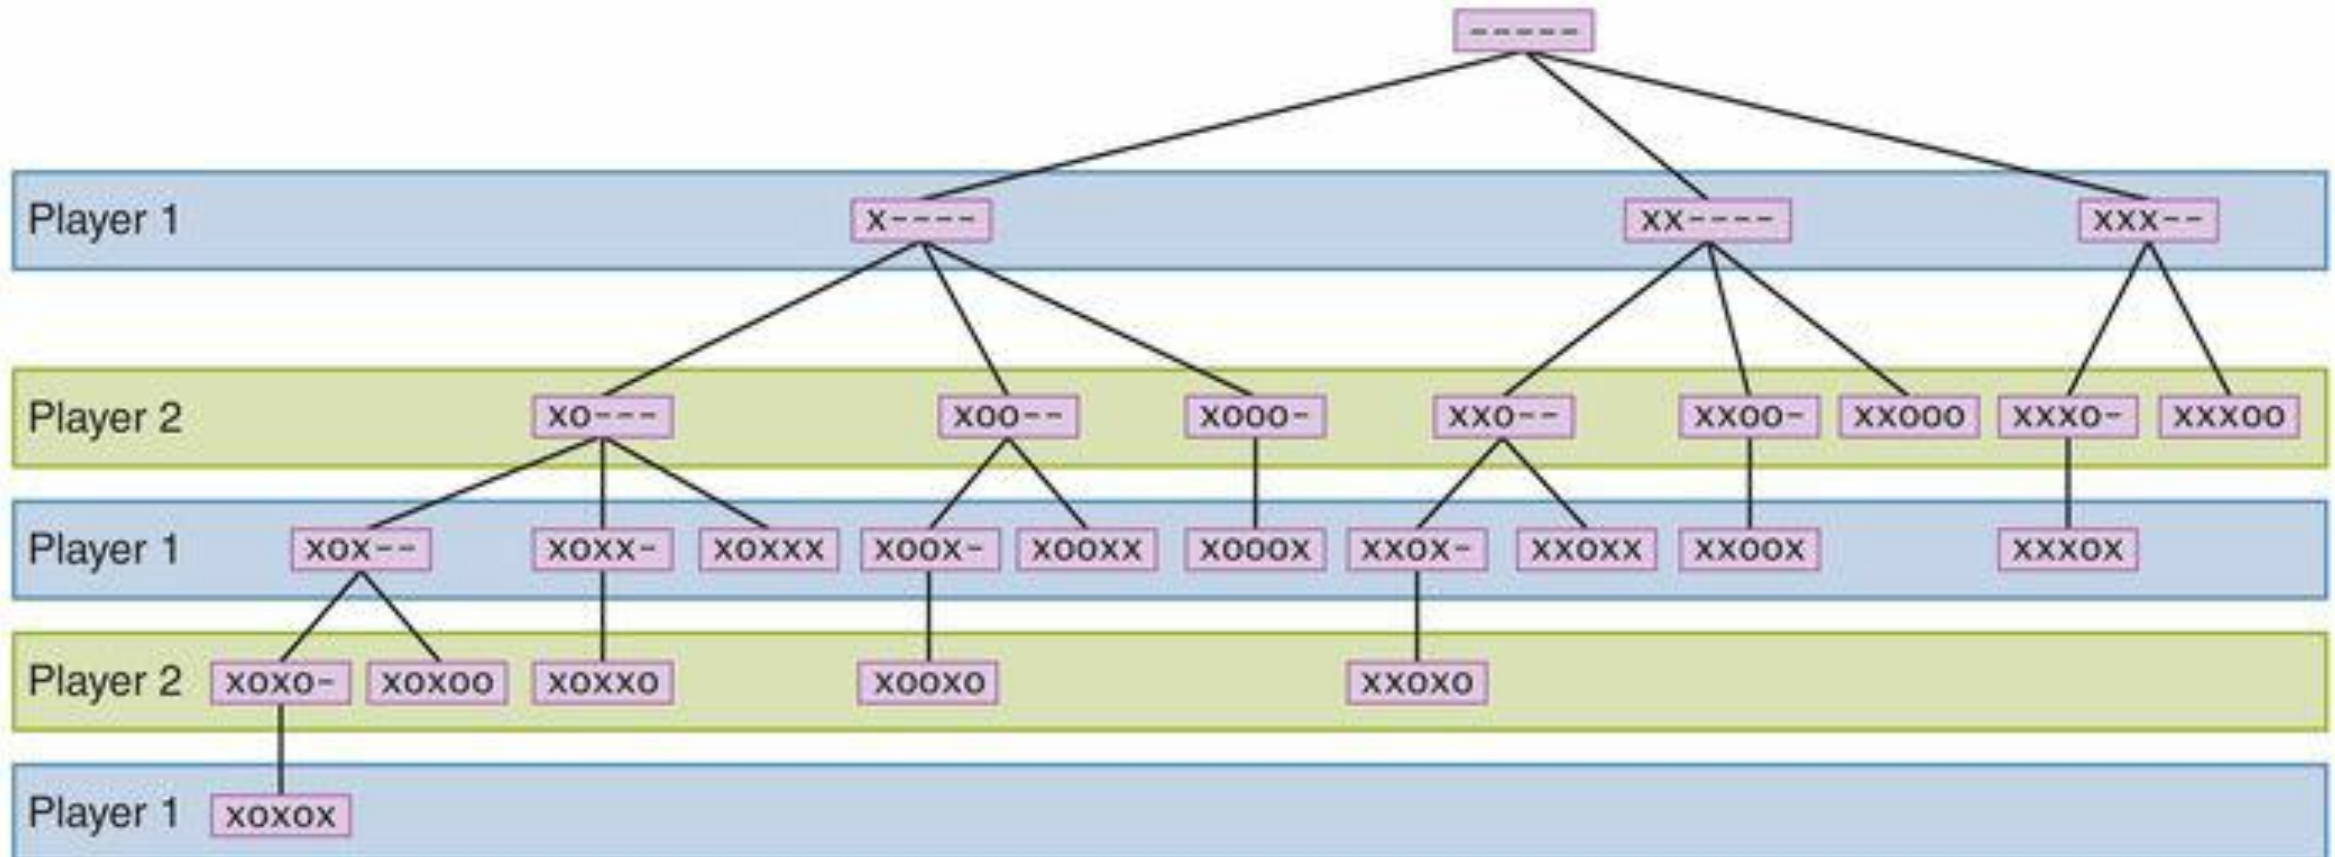 -----
Player 1 x---- xx---- xxx--
Player 2 xo--- xoo-- xooo- xxo-- xxoo- xxooo xxxo- xxxoo
Player 1 xox-- xoxx- xoxxx xoox- xooxx xooox xxox- xxoxx xxoox xxxox
Player 2 xoxo- xoxoo xoxxo xooxo xxoxo
Player 1 xoxox